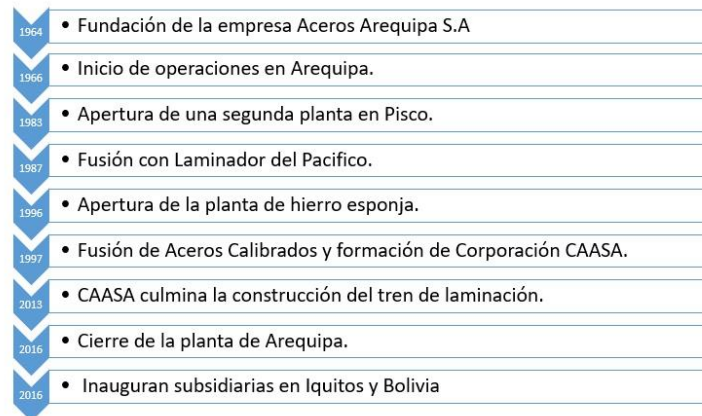 1964 • Fundación de la empresa Aceros Arequipa S.A
1966 • Inicio de operaciones en Arequipa.
1983 • Apertura de una segunda planta en Pisco.
1987 • Fusión con Laminador del Pacifico.
1996 • Apertura de la planta de hierro esponja.
1997 • Fusión de Aceros Calibrados y formación de Corporación CAASA.
2013 • CAASA culmina la construcción del tren de laminación.
2016 • Cierre de la planta de Arequipa.
2016 • Inauguran subsidiarias en Iquitos y Bolivia